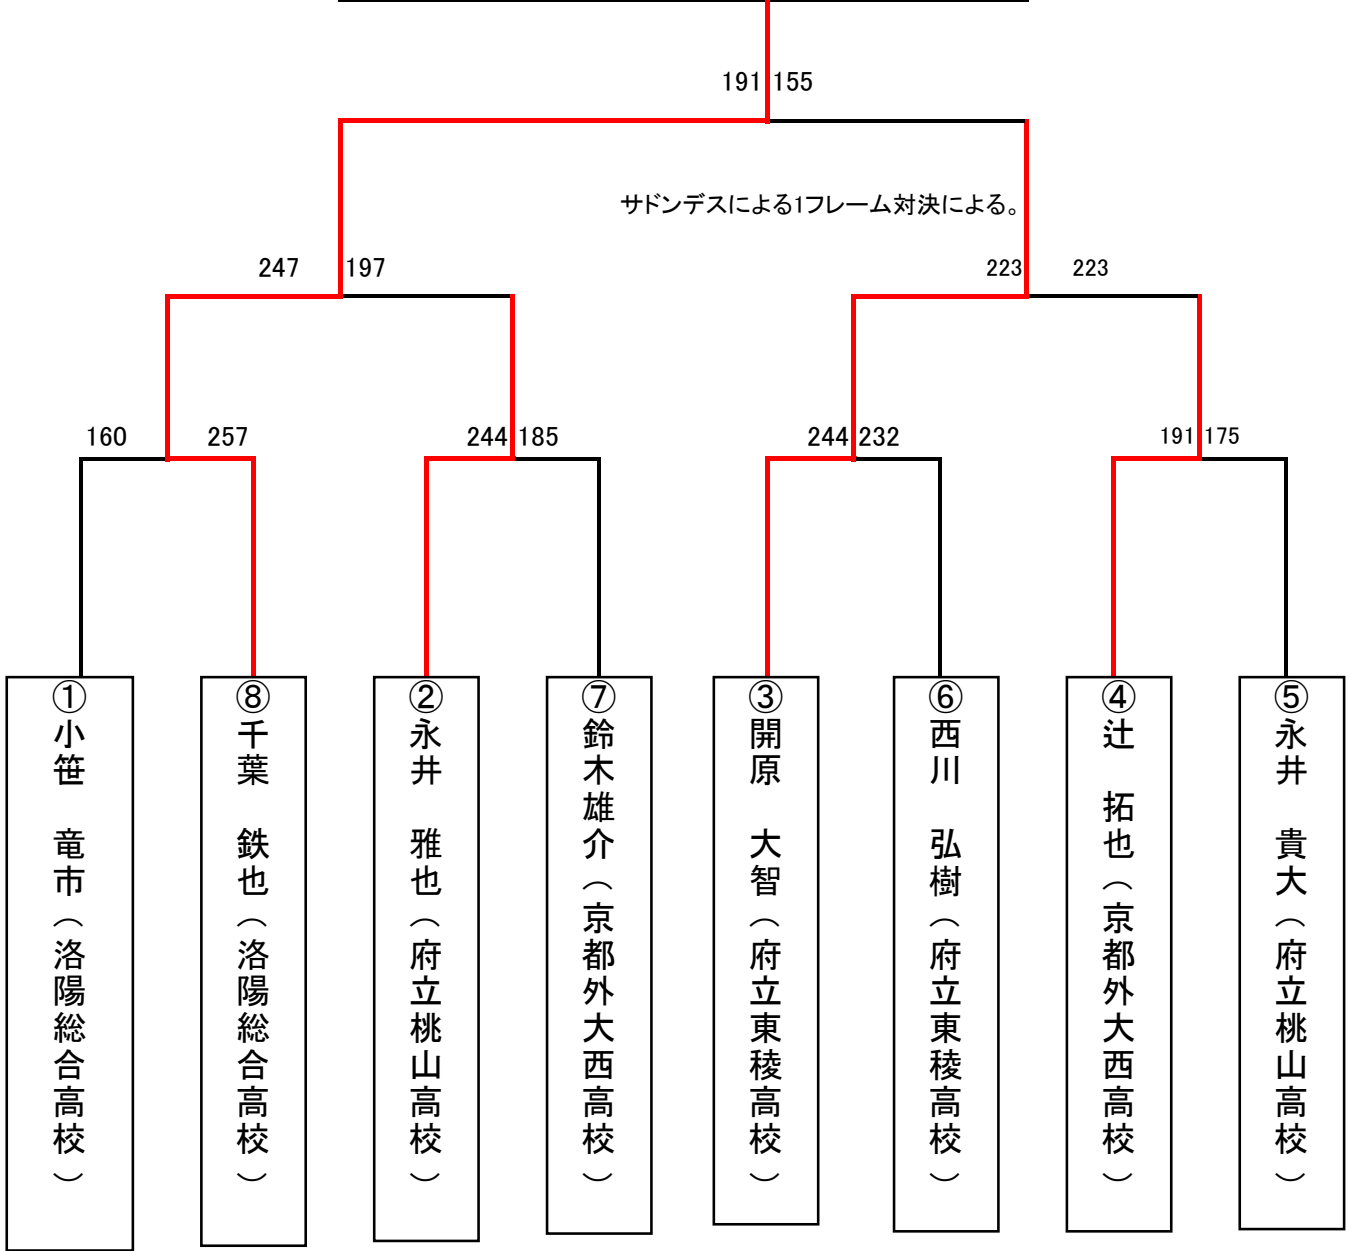 191 155
サドンデスによる1フレーム対決による。
247 197
223 223
160 257
244 185
244 232
191 175
①小笹　竜市（洛陽総合高校）
⑧千葉　鉄也（洛陽総合高校）
②永井　雅也（府立桃山高校）
⑦鈴木雄介（京都外大西高校）
③開原　大智（府立東稜高校）
⑥西川　弘樹（府立東稜高校）
④辻　拓也（京都外大西高校）
⑤永井　貴大（府立桃山高校）